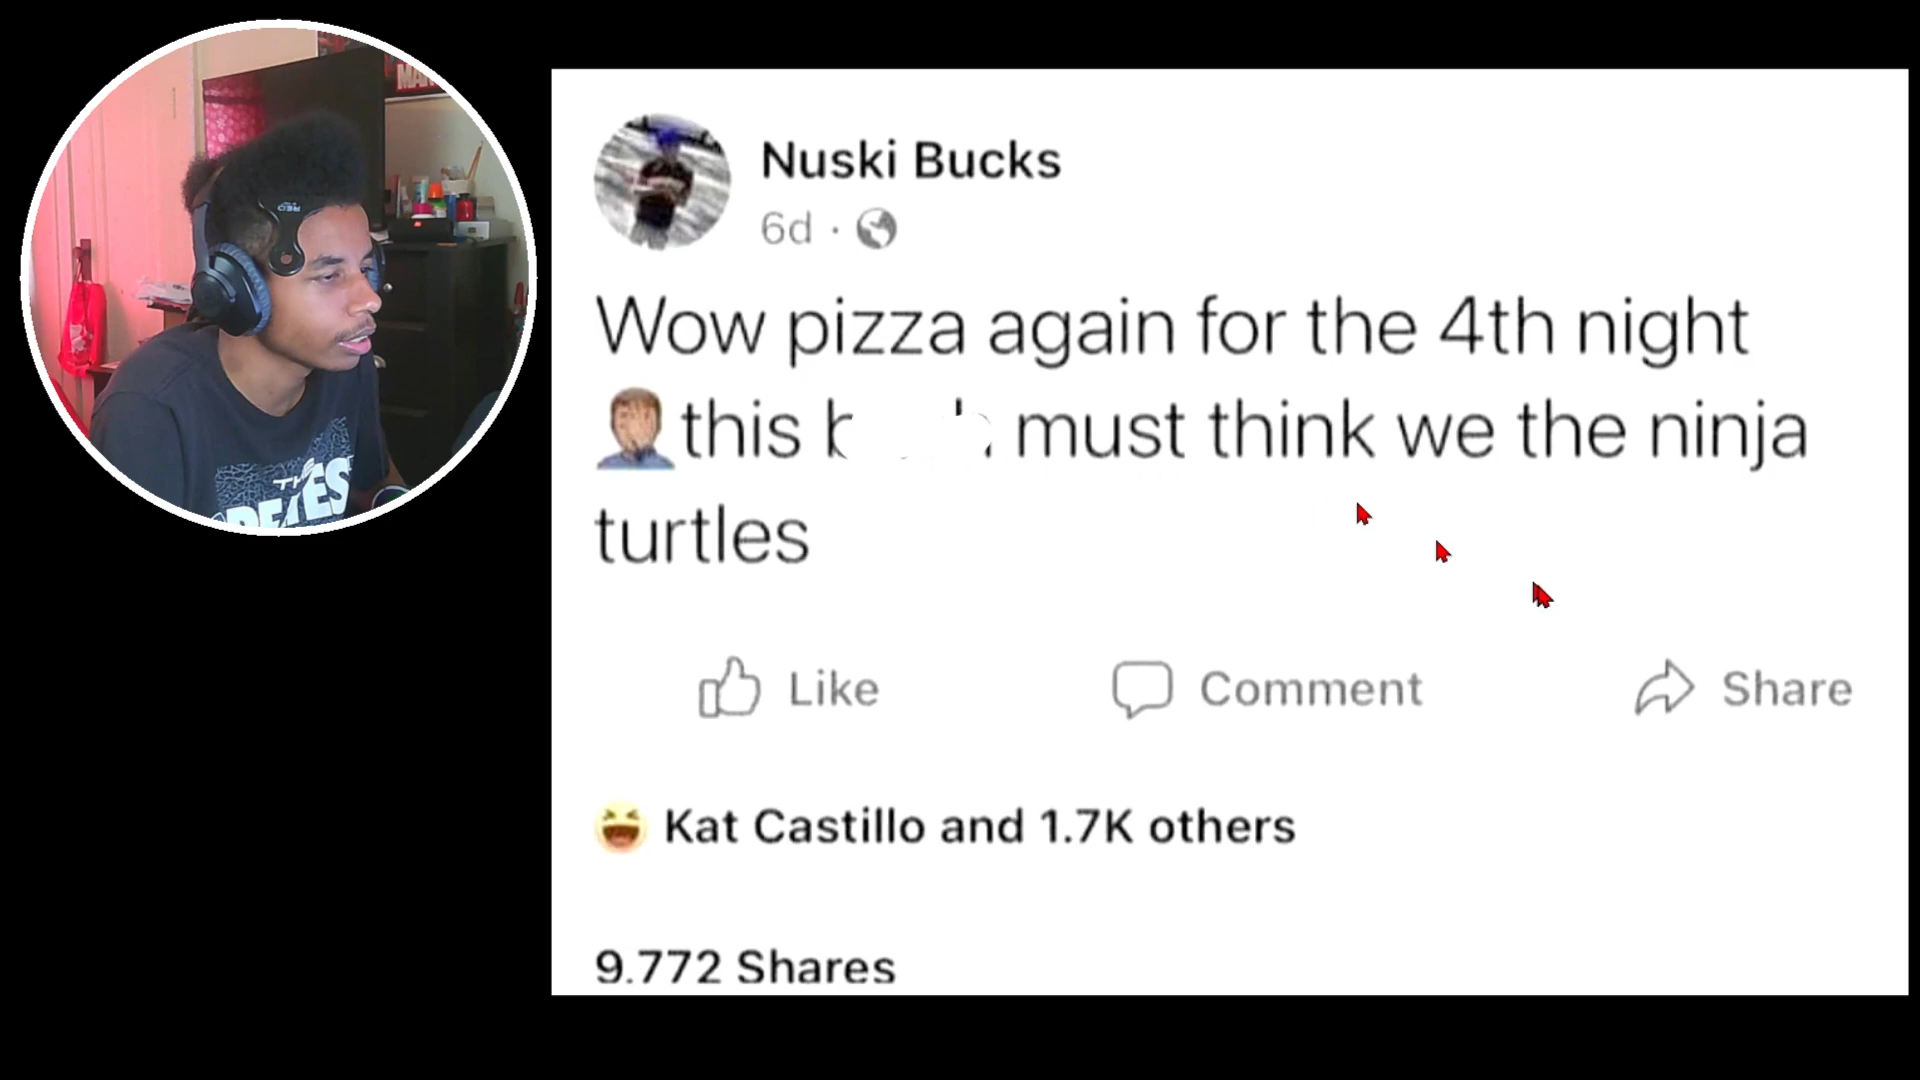 Nuski Bucks
6d ·
Wow pizza again for the 4th night
this must think we the ninja
turtles
Like
Comment
Share
Kat Castillo and 1.7K others
9.772 Shares